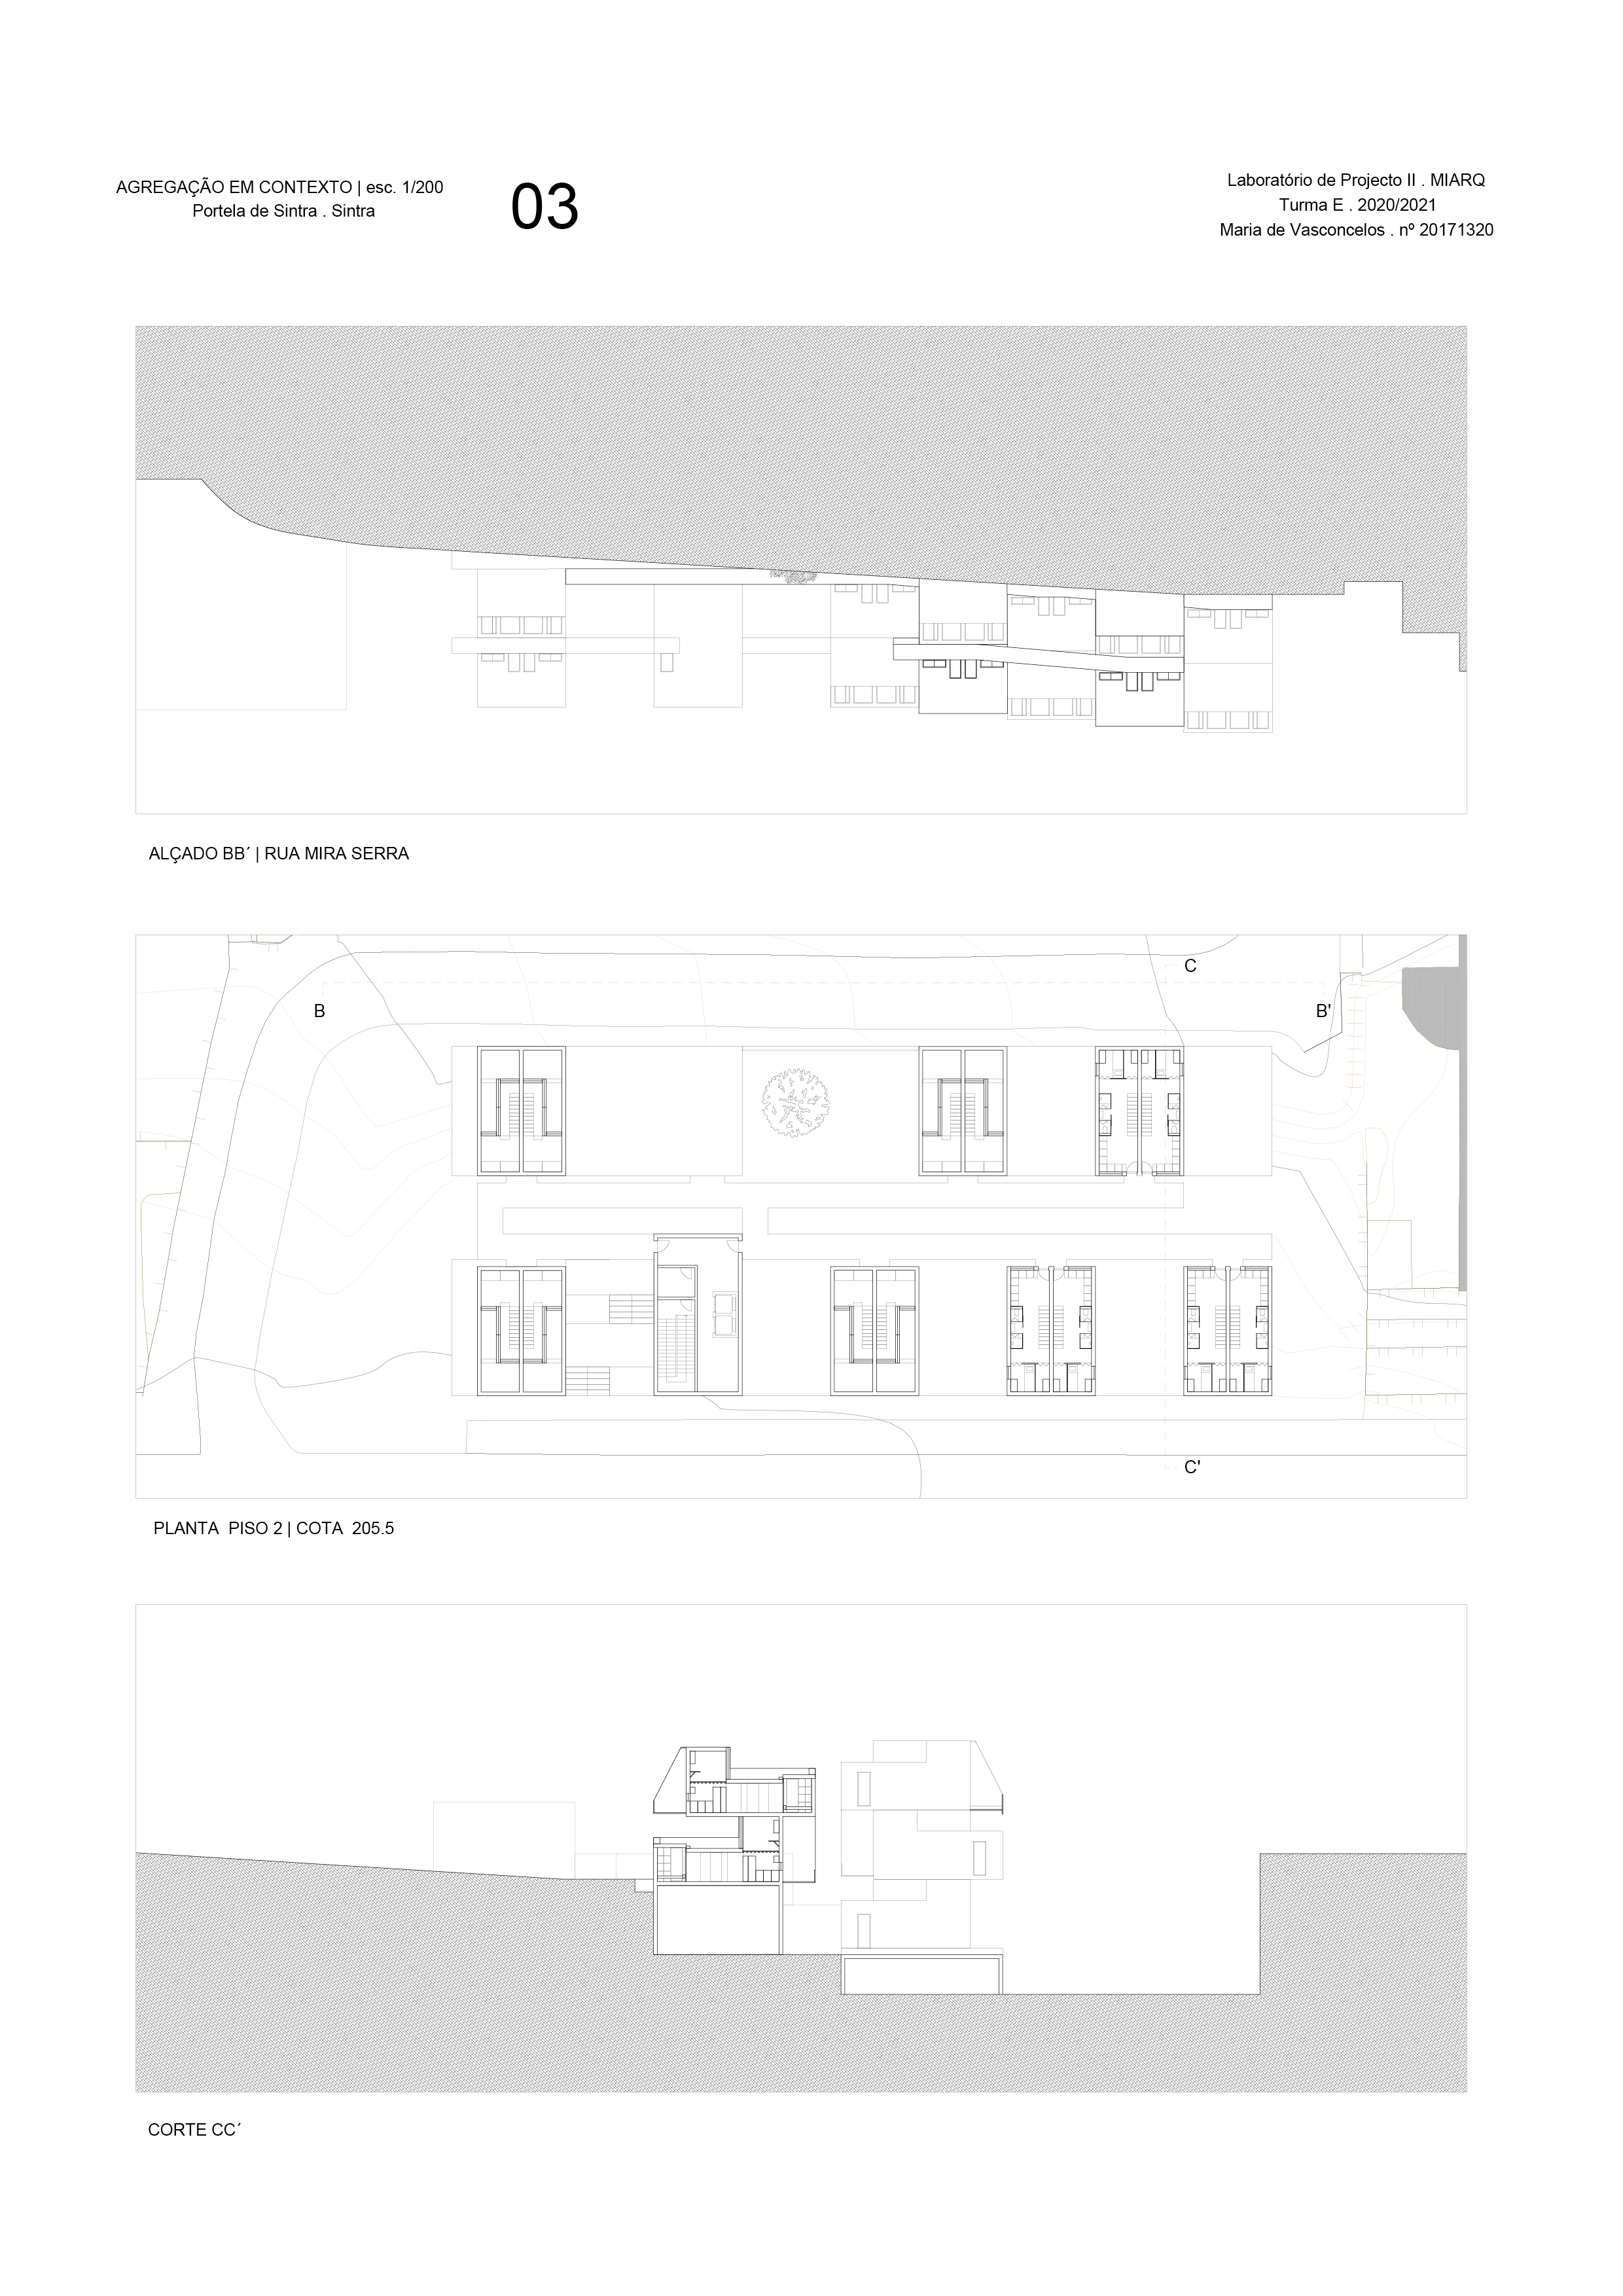 AGREGAÇÃO EM CONTEXTO | esc. 1/200
Portela de Sintra . Sintra
03
Laboratório de Projecto II . MIARQ
Turma E . 2020/2021
Maria de Vasconcelos . nº 20171320
ALÇADO BB´ | RUA MIRA SERRA
C
B
B'
C'
PLANTA  PISO 2 | COTA  205.5
CORTE CC´